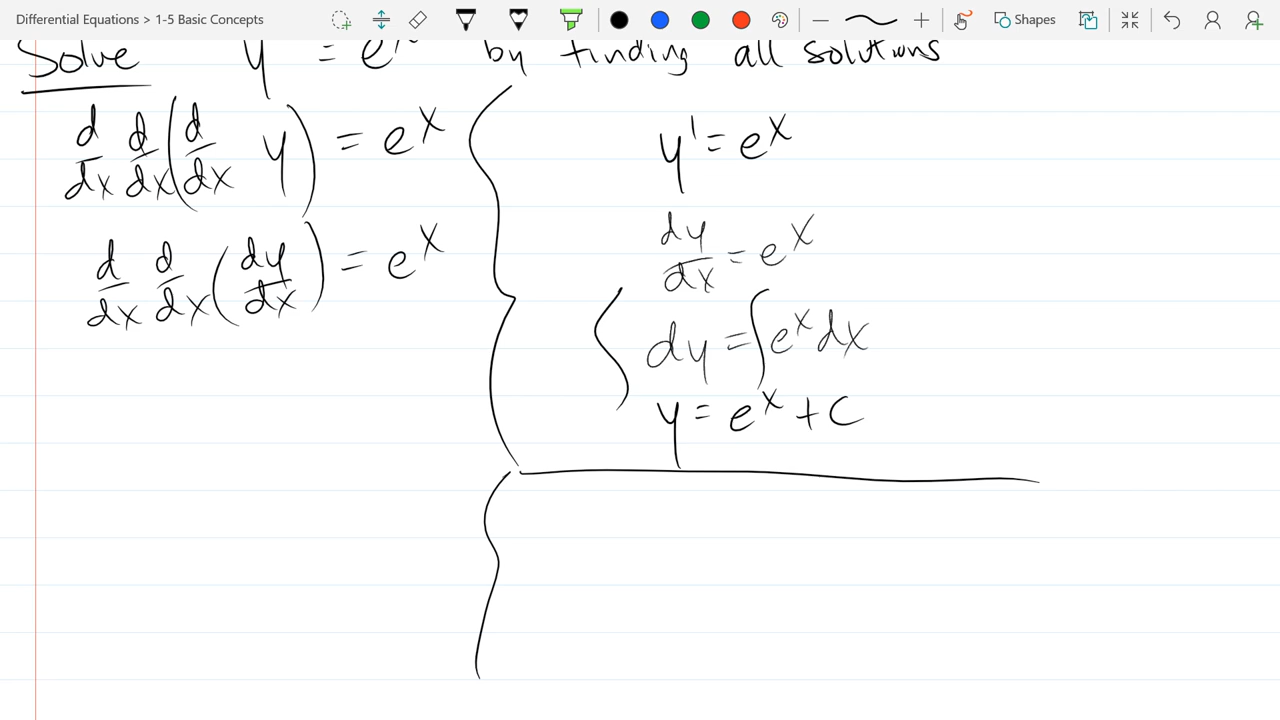 Differential Equations > 1-5 Basic Concepts
Shapes
Solve y = e by finding all solutions
d/dx d/dx (d/dx y) = e^x
d/dx d/dx (dy/dx) = e^x
y' = e^x
dy/dx = e^x
∫ dy = ∫ e^x dx
y = e^x + C